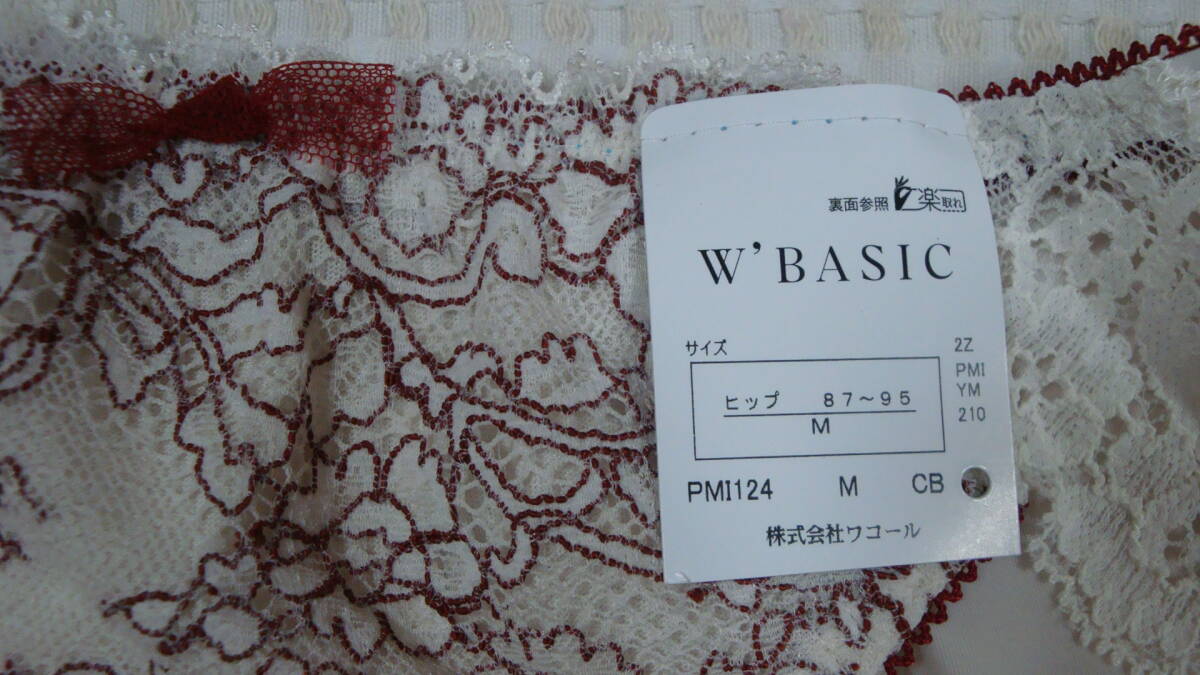 裏面参照 楽取れ
W'BASIC
サイズ
ヒップ 87～95
M
2Z
PMI
YM
210
PMI124 M CB
株式会社ワコール